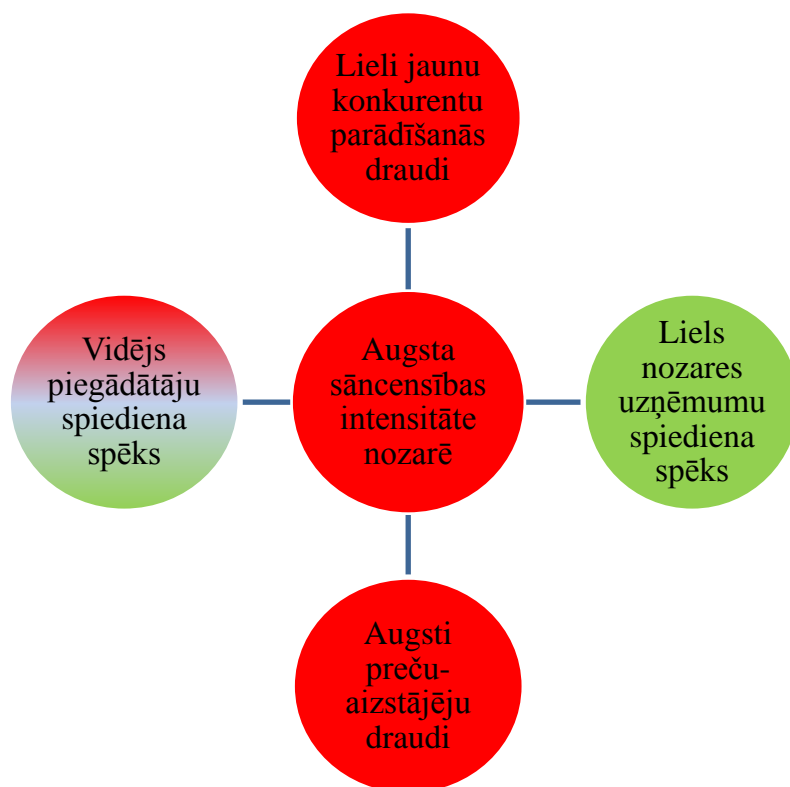 Lieli jaunu
konkurentu
parādīšanās
draudi
Vidējs
piegādātāju
spiediena
spēks
Augsta
sāncensības
intensitāte
nozarē
Liels
nozares
uzņēmumu
spiediena
spēks
Augsti
preču-
aizstājēju
draudi